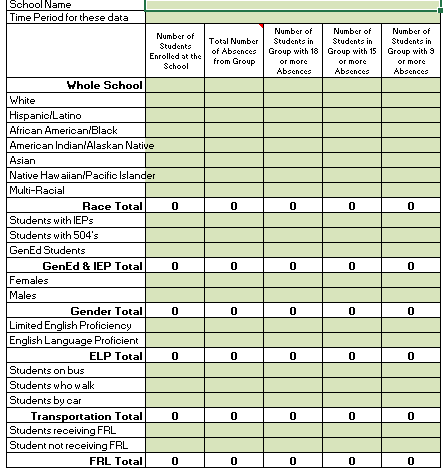 School Name
Time Period for these data
Number of Students Enrolled at the School
Total Number of Absences from Group
Number of Students in Group with 18 or more Absences
Number of Students in Group with 15 or more Absences
Number of Students in Group with 9 or more Absences
Whole School
White
Hispanic/Latino
African American/Black
American Indian/Alaskan Native
Asian
Native Hawaiian/Pacific Islander
Multi-Racial
Race Total 0 0 0 0 0
Students with IEPs
Students with 504's
GenEd Students
GenEd & IEP Total 0 0 0 0 0
Females
Males
Gender Total 0 0 0 0 0
Limited English Proficiency
English Language Proficient
ELP Total 0 0 0 0 0
Students on bus
Students who walk
Students by car
Transportation Total 0 0 0 0 0
Students receiving FRL
Student not receiving FRL
FRL Total 0 0 0 0 0